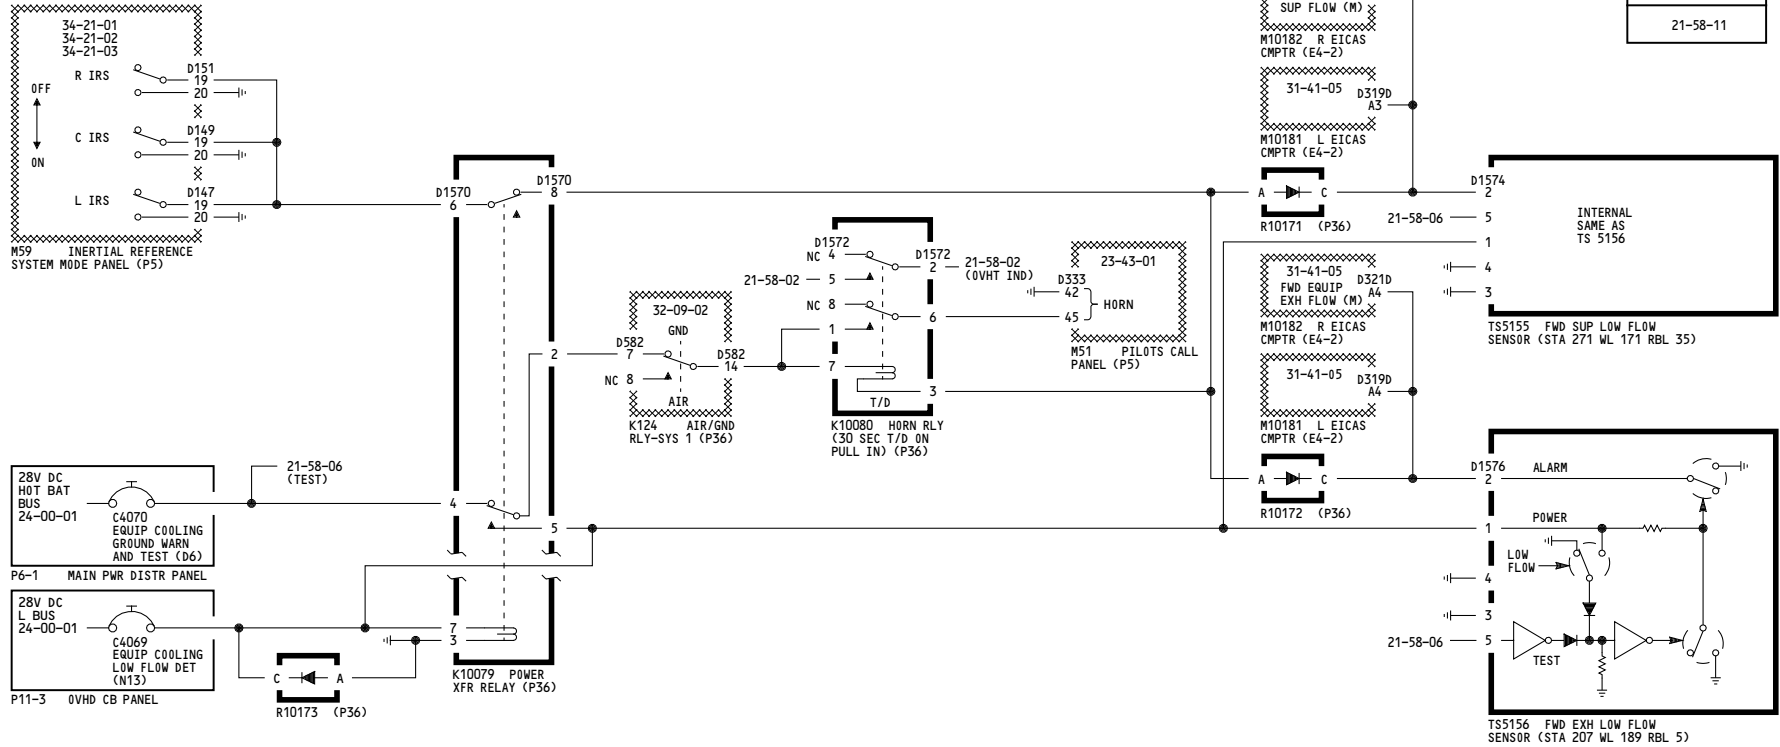 34-21-01
34-21-02
34-21-03
R IRS
D151
19
20
OFF
ON
C IRS
D149
19
20
L IRS
D147
19
20
M59 INERTIAL REFERENCE
SYSTEM MODE PANEL (P5)
28V DC
HOT BAT
BUS
24-00-01
C4070
EQUIP COOLING
GROUND WARN
AND TEST (D6)
P6-1 MAIN PWR DISTR PANEL
21-58-06
(TEST)
28V DC
L BUS
24-00-01
C4069
EQUIP COOLING
LOW FLOW DET
(N13)
P11-3 OVHD CB PANEL
C A
R10173 (P36)
D1570
6
D1570
8
2
4
5
7
3
K10079 POWER
XFR RELAY (P36)
32-09-02
GND
D582
7
D582
14
NC 8
AIR
K124 AIR/GND
RLY-SYS 1 (P36)
D1572
NC 4
D1572
2
21-58-02
(OVHT IND)
21-58-02 5
NC 8
6
1
7
3
T/D
K10080 HORN RLY
(30 SEC T/D ON
PULL IN) (P36)
23-43-01
D333
42
HORN
45
M51 PILOTS CALL
PANEL (P5)
SUP FLOW (M)
M10182 R EICAS
CMPTR (E4-2)
31-41-05
D319D
A3
M10181 L EICAS
CMPTR (E4-2)
A C
R10171 (P36)
31-41-05
FWD EQUIP
EXH FLOW (M)
D321D
A4
M10182 R EICAS
CMPTR (E4-2)
31-41-05
D319D
A4
M10181 L EICAS
CMPTR (E4-2)
A C
R10172 (P36)
21-58-11
D1574
2
21-58-06 5
1
4
3
INTERNAL
SAME AS
TS 5156
TS5155 FWD SUP LOW FLOW
SENSOR (STA 271 WL 171 RBL 35)
D1576
2
ALARM
1
POWER
LOW
FLOW
4
3
21-58-06 5
TEST
TS5156 FWD EXH LOW FLOW
SENSOR (STA 207 WL 189 RBL 5)